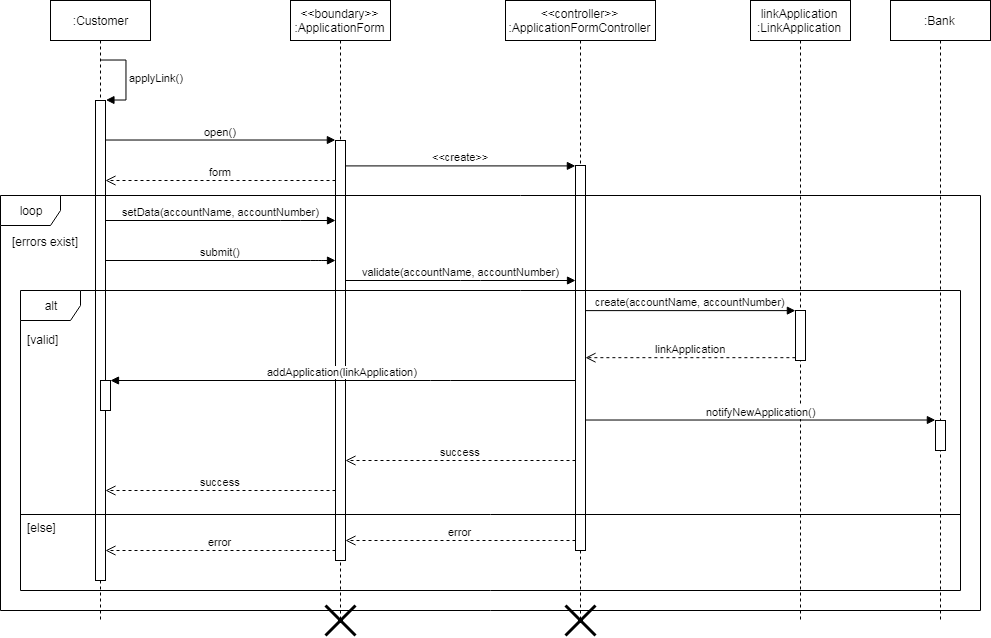 :Customer
<<boundary>>
:ApplicationForm
<<controller>>
:ApplicationFormController
linkApplication
:LinkApplication
:Bank
applyLink()
open()
<<create>>
form
loop
setData(accountName, accountNumber)
[errors exist]
submit()
validate(accountName, accountNumber)
alt
create(accountName, accountNumber)
[valid]
linkApplication
addApplication(linkApplication)
notifyNewApplication()
success
success
[else]
error
error